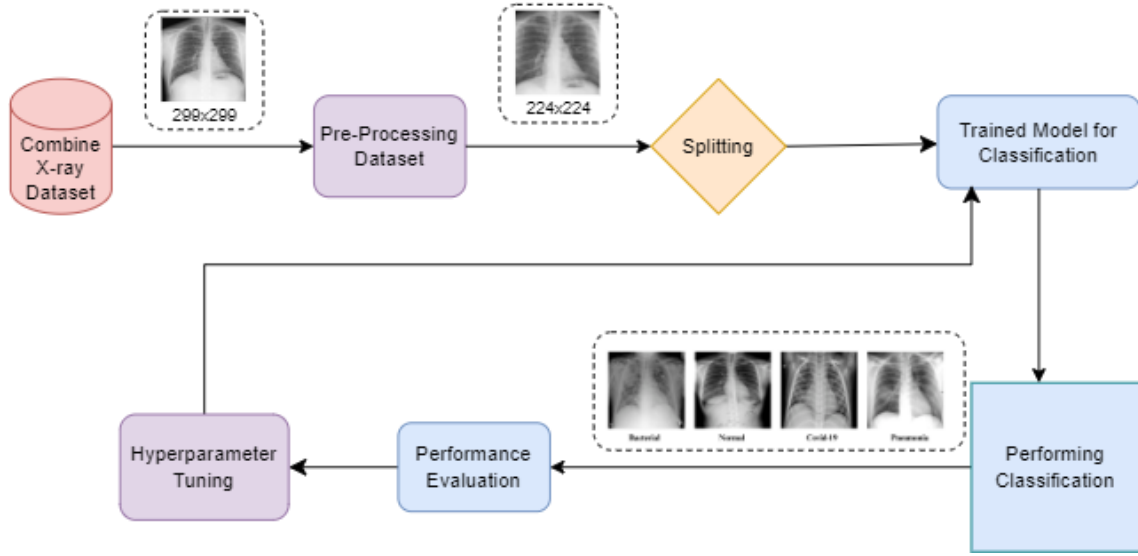 299x299
224x224
Combine
X-ray
Dataset
Pre-Processing
Dataset
Splitting
Trained Model for
Classification
Bacterial
Normal
Covid-19
Pneumonia
Hyperparameter
Tuning
Performance
Evaluation
Performing
Classification